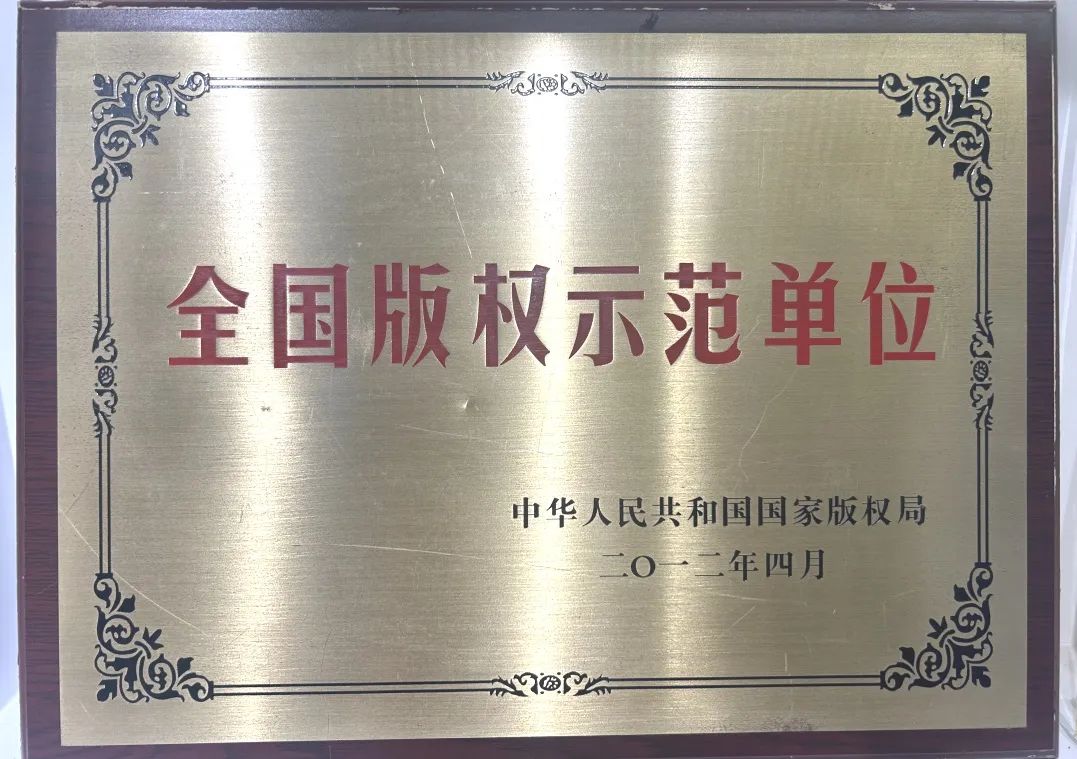 全国版权示范单位
中华人民共和国国家版权局
二〇一二年四月